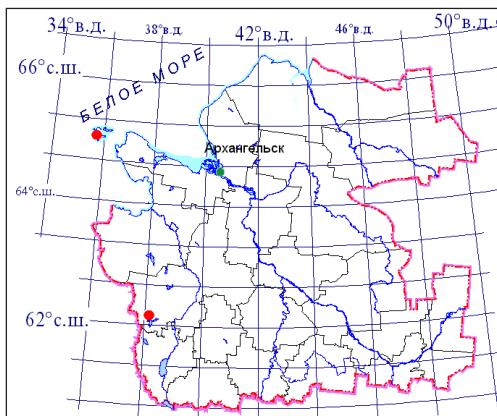 34°в.д.
38°в.д.
42°в.д.
46°в.д.
50°в.д.
66°с.ш.
БЕЛОЕ МОРЕ
Архангельск
64°с.ш.
62°с.ш.